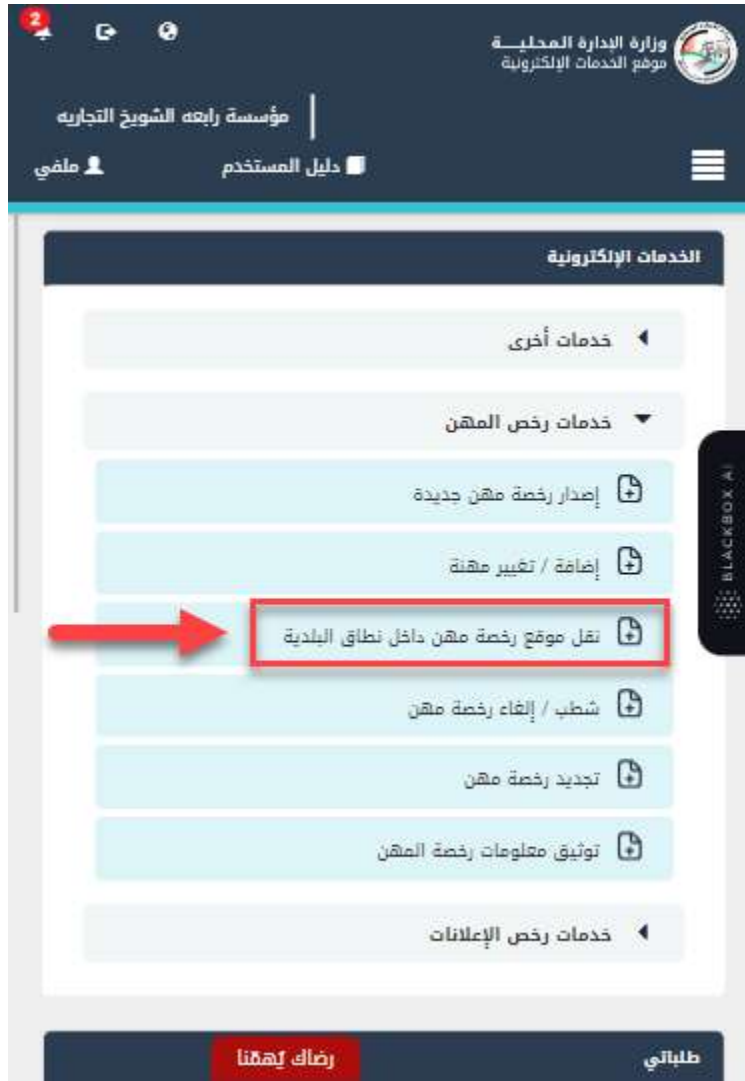 2
وزارة الإدارة المحليـــة
موقع الخدمات الإلكترونية
مؤسسة رابعه الشويخ التجاريه
دليل المستخدم
ملفي
الخدمات الإلكترونية
خدمات أخرى
خدمات رخص المهن
إصدار رخصة مهن جديدة
إضافة / تغيير مهنة
نقل موقع رخصة مهن داخل نطاق البلدية
شطب / إلغاء رخصة مهن
تجديد رخصة مهن
توثيق معلومات رخصة المهن
خدمات رخص الإعلانات
BLACKBOX AI
طلباتي
رضاك يُهمّنا